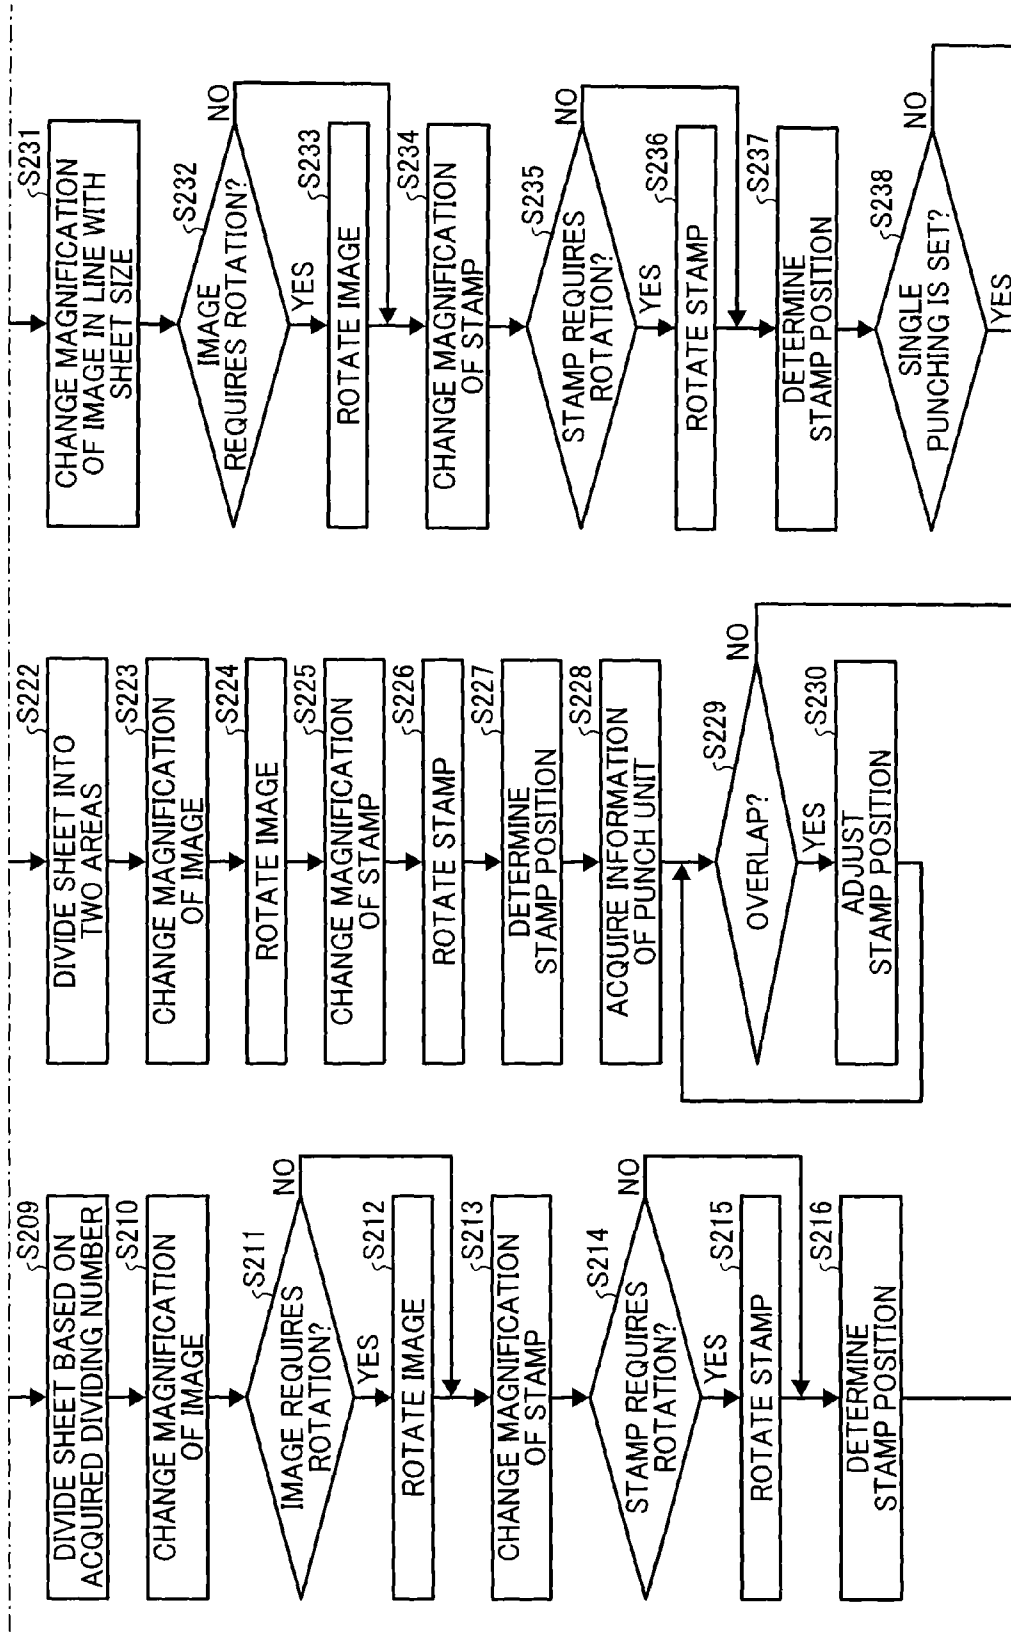 S209
DIVIDE SHEET BASED ON
ACQUIRED DIVIDING NUMBER
S210
CHANGE MAGNIFICATION
OF IMAGE
S211
IMAGE REQUIRES
ROTATION?
NO
YES
S212
ROTATE IMAGE
S213
CHANGE MAGNIFICATION
OF STAMP
S214
STAMP REQUIRES
ROTATION?
NO
YES
S215
ROTATE STAMP
S216
DETERMINE
STAMP POSITION
S222
DIVIDE SHEET INTO
TWO AREAS
S223
CHANGE MAGNIFICATION
OF IMAGE
S224
ROTATE IMAGE
S225
CHANGE MAGNIFICATION
OF STAMP
S226
ROTATE STAMP
S227
DETERMINE
STAMP POSITION
S228
ACQUIRE INFORMATION
OF PUNCH UNIT
S229
OVERLAP?
NO
YES
S230
ADJUST
STAMP POSITION
S231
CHANGE MAGNIFICATION
OF IMAGE IN LINE WITH
SHEET SIZE
S232
IMAGE
REQUIRES ROTATION?
NO
YES
S233
ROTATE IMAGE
S234
CHANGE MAGNIFICATION
OF STAMP
S235
STAMP REQUIRES
ROTATION?
NO
YES
S236
ROTATE STAMP
S237
DETERMINE
STAMP POSITION
S238
SINGLE
PUNCHING IS SET?
NO
YES